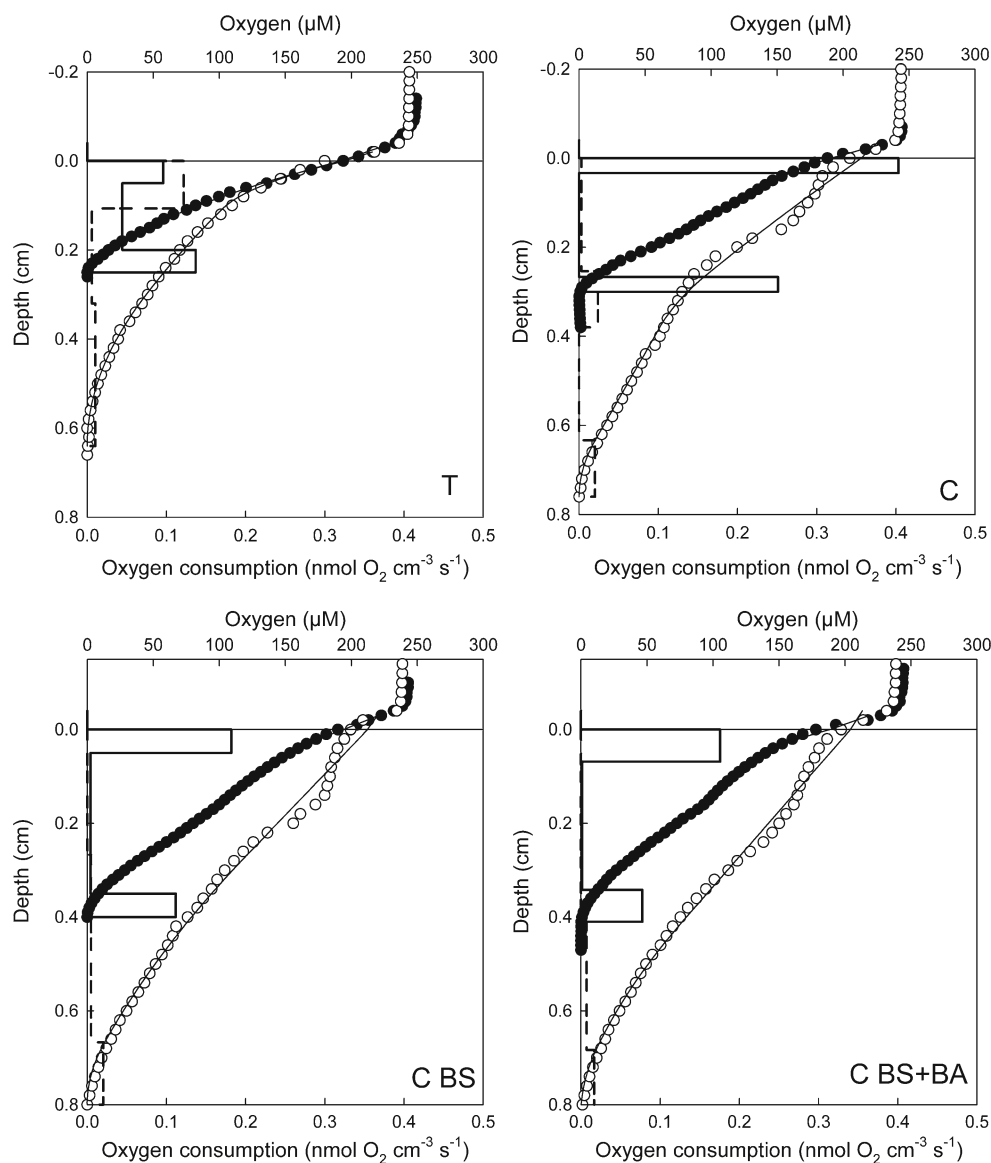 Oxygen (µM)
0 50 100 150 200 250 300
-0.2
0.0
0.2
0.4
0.6
0.8
Depth (cm)
T
0.0 0.1 0.2 0.3 0.4 0.5
Oxygen consumption (nmol O2 cm-3 s-1)
Oxygen (µM)
0 50 100 150 200 250 300
-0.2
0.0
0.2
0.4
0.6
0.8
Depth (cm)
C
0.0 0.1 0.2 0.3 0.4 0.5
Oxygen consumption (nmol O2 cm-3 s-1)
Oxygen (µM)
0 50 100 150 200 250 300
0.0
0.2
0.4
0.6
0.8
Depth (cm)
C BS
0.0 0.1 0.2 0.3 0.4 0.5
Oxygen consumption (nmol O2 cm-3 s-1)
Oxygen (µM)
0 50 100 150 200 250 300
0.0
0.2
0.4
0.6
0.8
Depth (cm)
C BS+BA
0.0 0.1 0.2 0.3 0.4 0.5
Oxygen consumption (nmol O2 cm-3 s-1)